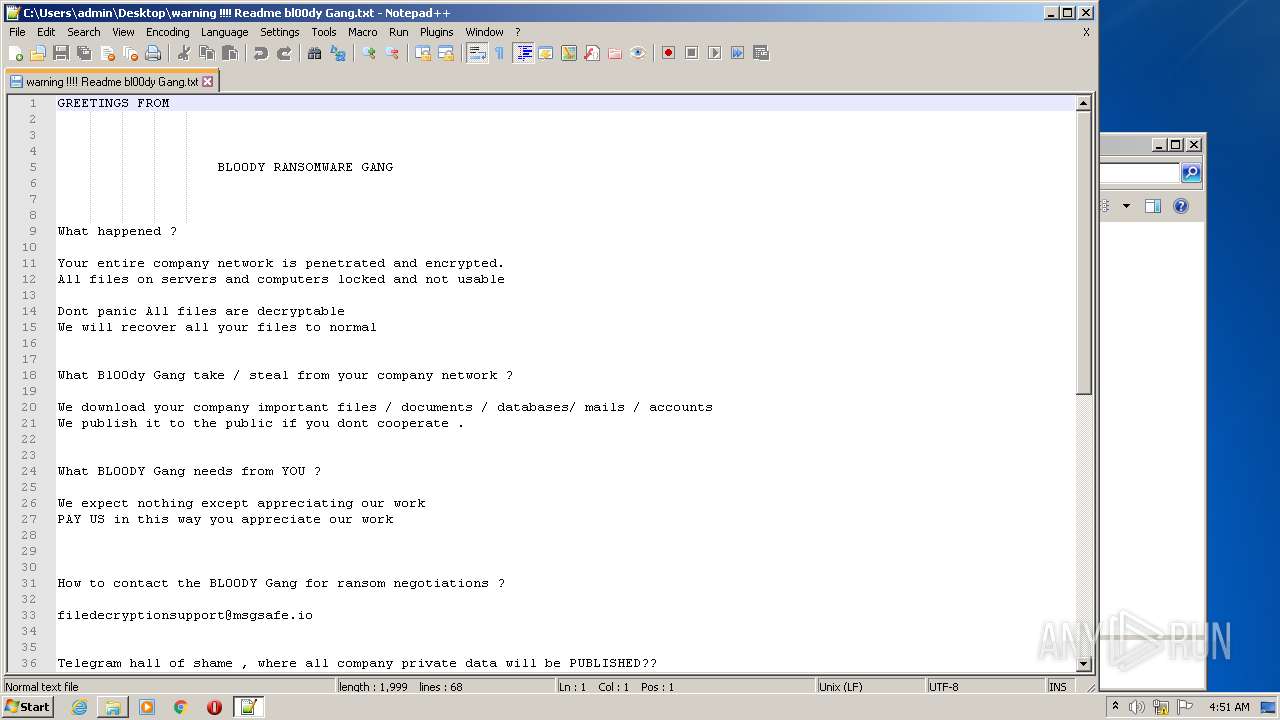 C:\Users\admin\Desktop\warning !!!! Readme bl00dy Gang.txt - Notepad++
File Edit Search View Encoding Language Settings Tools Macro Run Plugins Window ? X
warning !!!! Readme bl00dy Gang.txt
1 GREETINGS FROM
2
3
4
5 BLOODY RANSOMWARE GANG
6
7
8
9 What happened ?
10
11 Your entire company network is penetrated and encrypted.
12 All files on servers and computers locked and not usable
13
14 Dont panic All files are decryptable
15 We will recover all your files to normal
16
17
18 What Bl00dy Gang take / steal from your company network ?
19
20 We download your company important files / documents / databases/ mails / accounts
21 We publish it to the public if you dont cooperate .
22
23
24 What BLOODY Gang needs from YOU ?
25
26 We expect nothing except appreciating our work
27 PAY US in this way you appreciate our work
28
29
30
31 How to contact the BLOODY Gang for ransom negotiations ?
32
33 filedecryptionsupport@msgsafe.io
34
35
36 Telegram hall of shame , where all company private data will be PUBLISHED??
ANY RUN
Normal text file length : 1,999 lines : 68 Ln : 1 Col : 1 Pos : 1 Unix (LF) UTF-8 INS
Start 4:51 AM